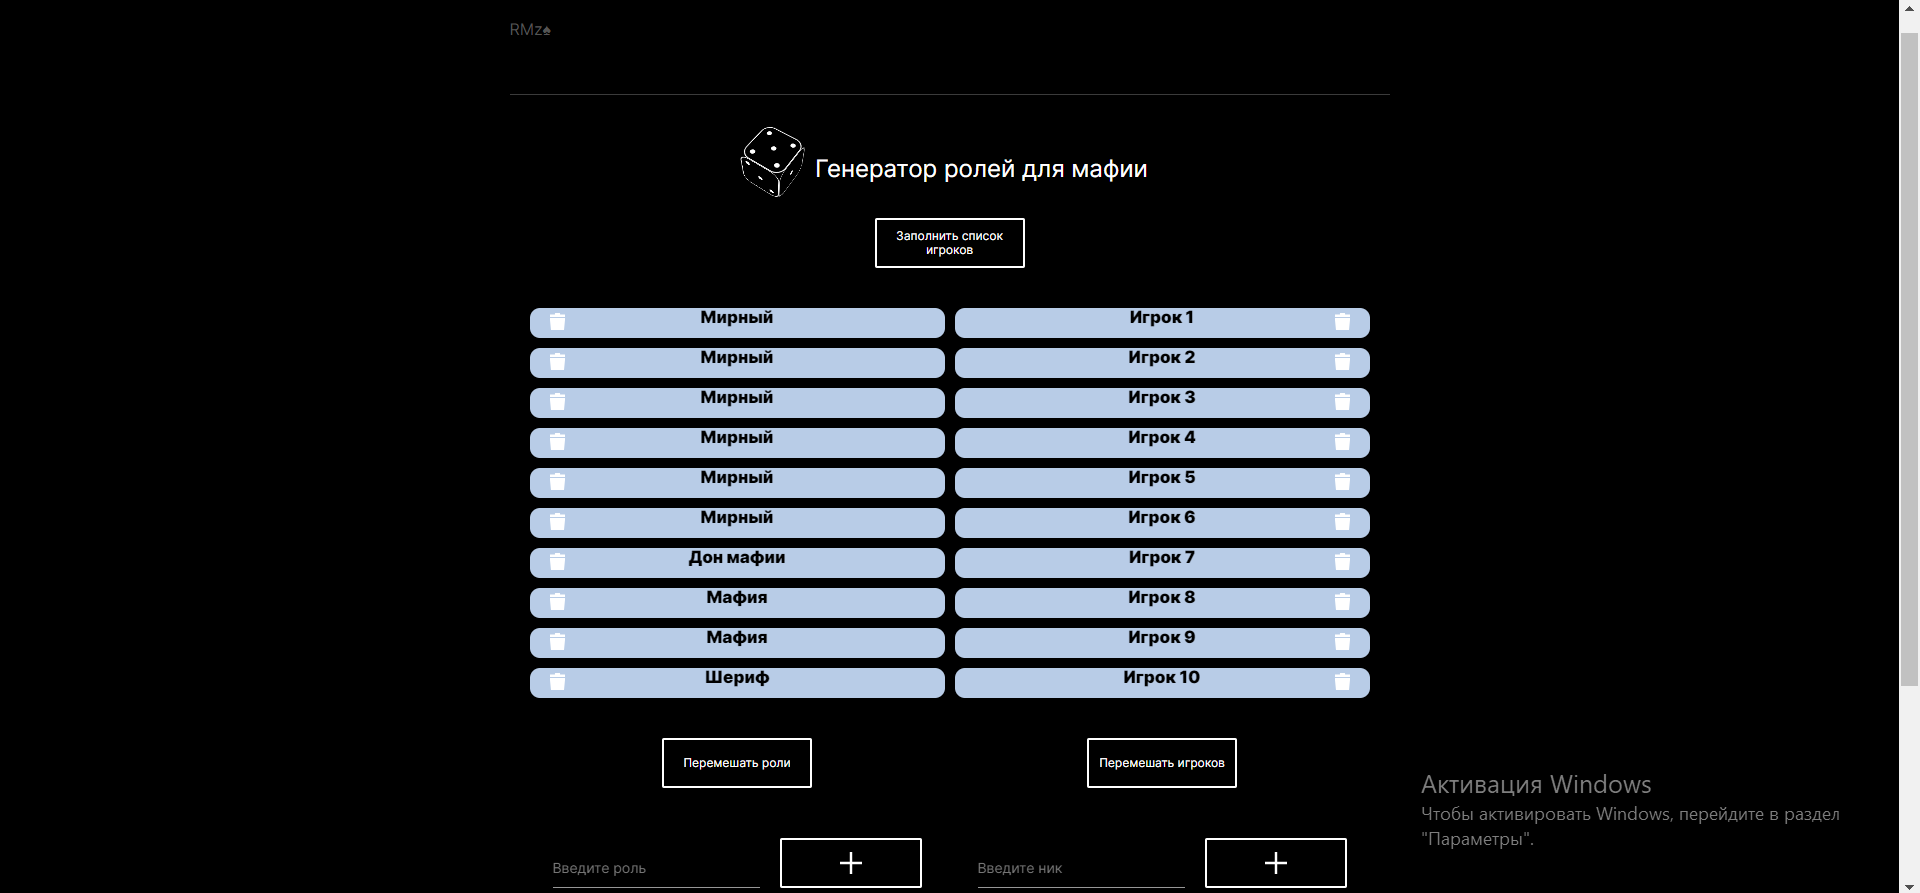 RMz♠
Генератор ролей для мафии
Заполнить список
игроков
Мирный
Игрок 1
Мирный
Игрок 2
Мирный
Игрок 3
Мирный
Игрок 4
Мирный
Игрок 5
Мирный
Игрок 6
Дон мафии
Игрок 7
Мафия
Игрок 8
Мафия
Игрок 9
Шериф
Игрок 10
Перемешать роли
Перемешать игроков
Введите роль
Введите ник
Активация Windows
Чтобы активировать Windows, перейдите в раздел
"Параметры".